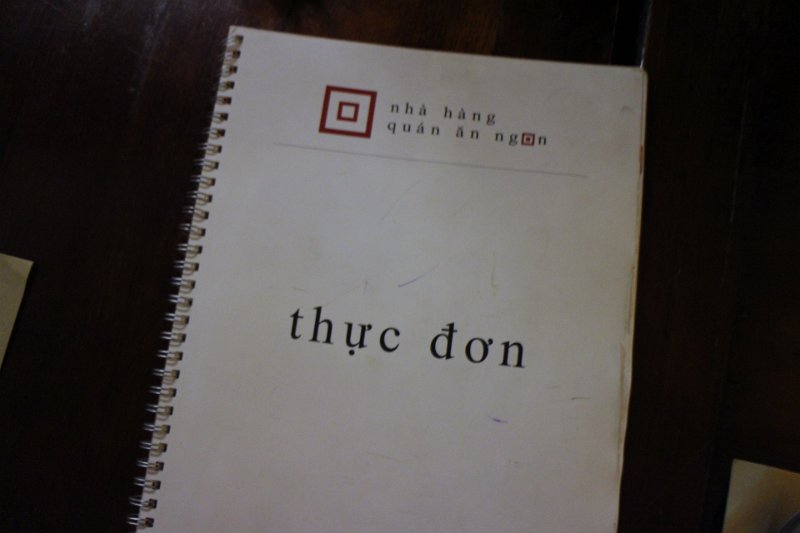 nhà hàng
quán ăn ngon
thực đơn